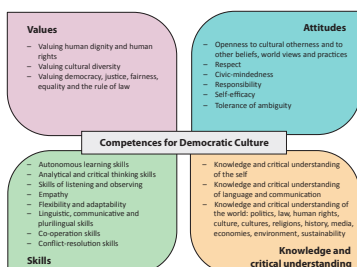 Values
– Valuing human dignity and human
rights
– Valuing cultural diversity
– Valuing democracy, justice, fairness,
equality and the rule of law
Attitudes
– Openness to cultural otherness and to
other beliefs, world views and practices
– Respect
– Civic-mindedness
– Responsibility
– Self-efficacy
– Tolerance of ambiguity
Competences for Democratic Culture
– Autonomous learning skills
– Analytical and critical thinking skills
– Skills of listening and observing
– Empathy
– Flexibility and adaptability
– Linguistic, communicative and
plurilingual skills
– Co-operation skills
– Conflict-resolution skills
Skills
– Knowledge and critical understanding
of the self
– Knowledge and critical understanding
of language and communication
– Knowledge and critical understanding of
the world: politics, law, human rights,
culture, cultures, religions, history, media,
economies, environment, sustainability
Knowledge and
critical understanding